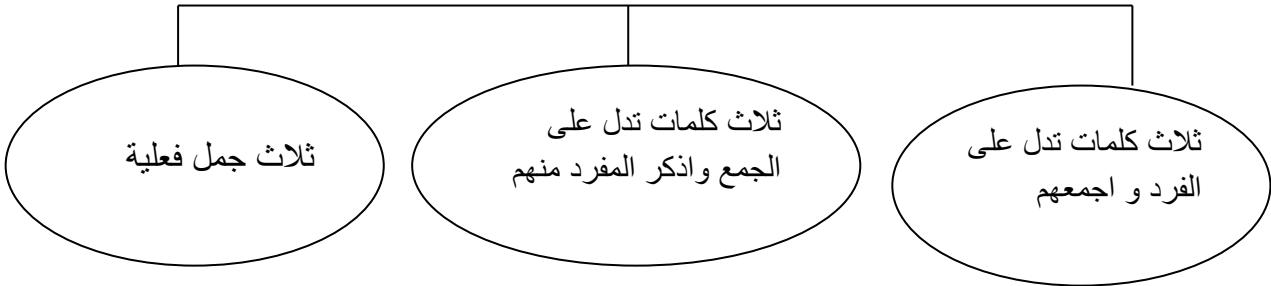 ثلاث كلمات تدل على
الفرد و اجمعهم
ثلاث كلمات تدل على
الجمع واذكر المفرد منهم
ثلاث جمل فعلية